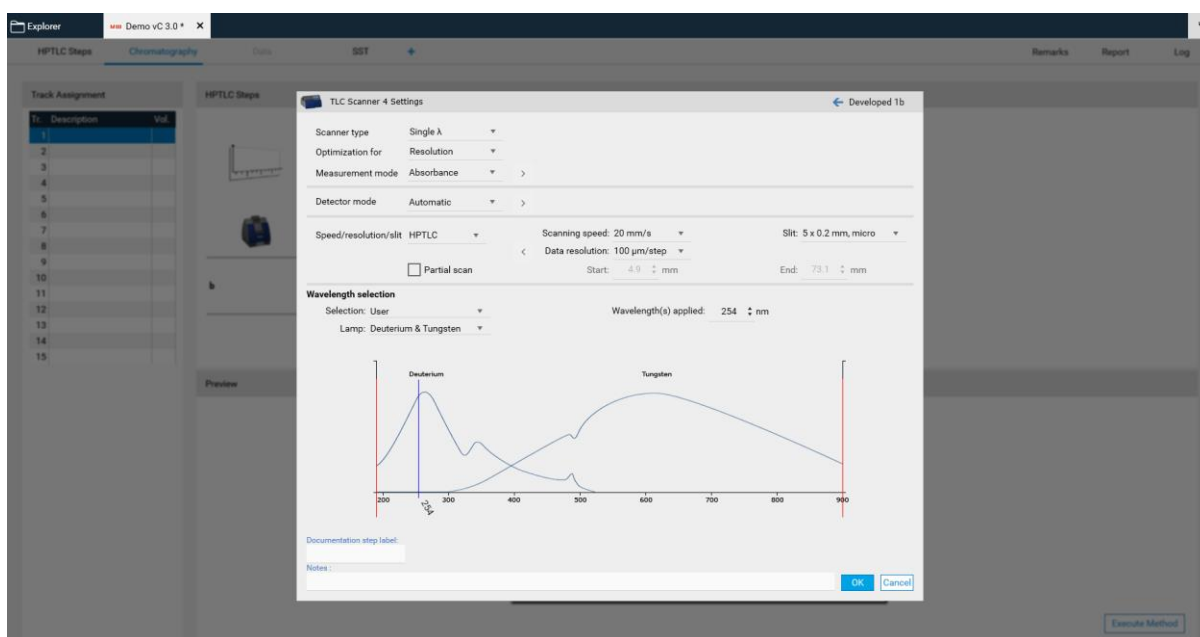 Explorer
Demo vC 3.0 *
HPTLC Steps Chromatography Data SST Remarks Report Log
Track Assignment
Tr. Description Vol.
1
2
3
4
5
6
7
8
9
10
11
12
13
14
15
HPTLC Steps
b
Preview
TLC Scanner 4 Settings Developed 1b
Scanner type Single λ
Optimization for Resolution
Measurement mode Absorbance >
Detector mode Automatic >
Speed/resolution/slit HPTLC Scanning speed: 20 mm/s Slit: 5 x 0.2 mm, micro
< Data resolution: 100 µm/step
Partial scan Start: 4.9 mm End: 73.1 mm
Wavelength selection
Selection: User Wavelength(s) applied: 254 nm
Lamp: Deuterium & Tungsten
Deuterium Tungsten
200 300 400 500 600 700 800 900
254
Documentation step label:
Notes :
OK Cancel
Execute Method